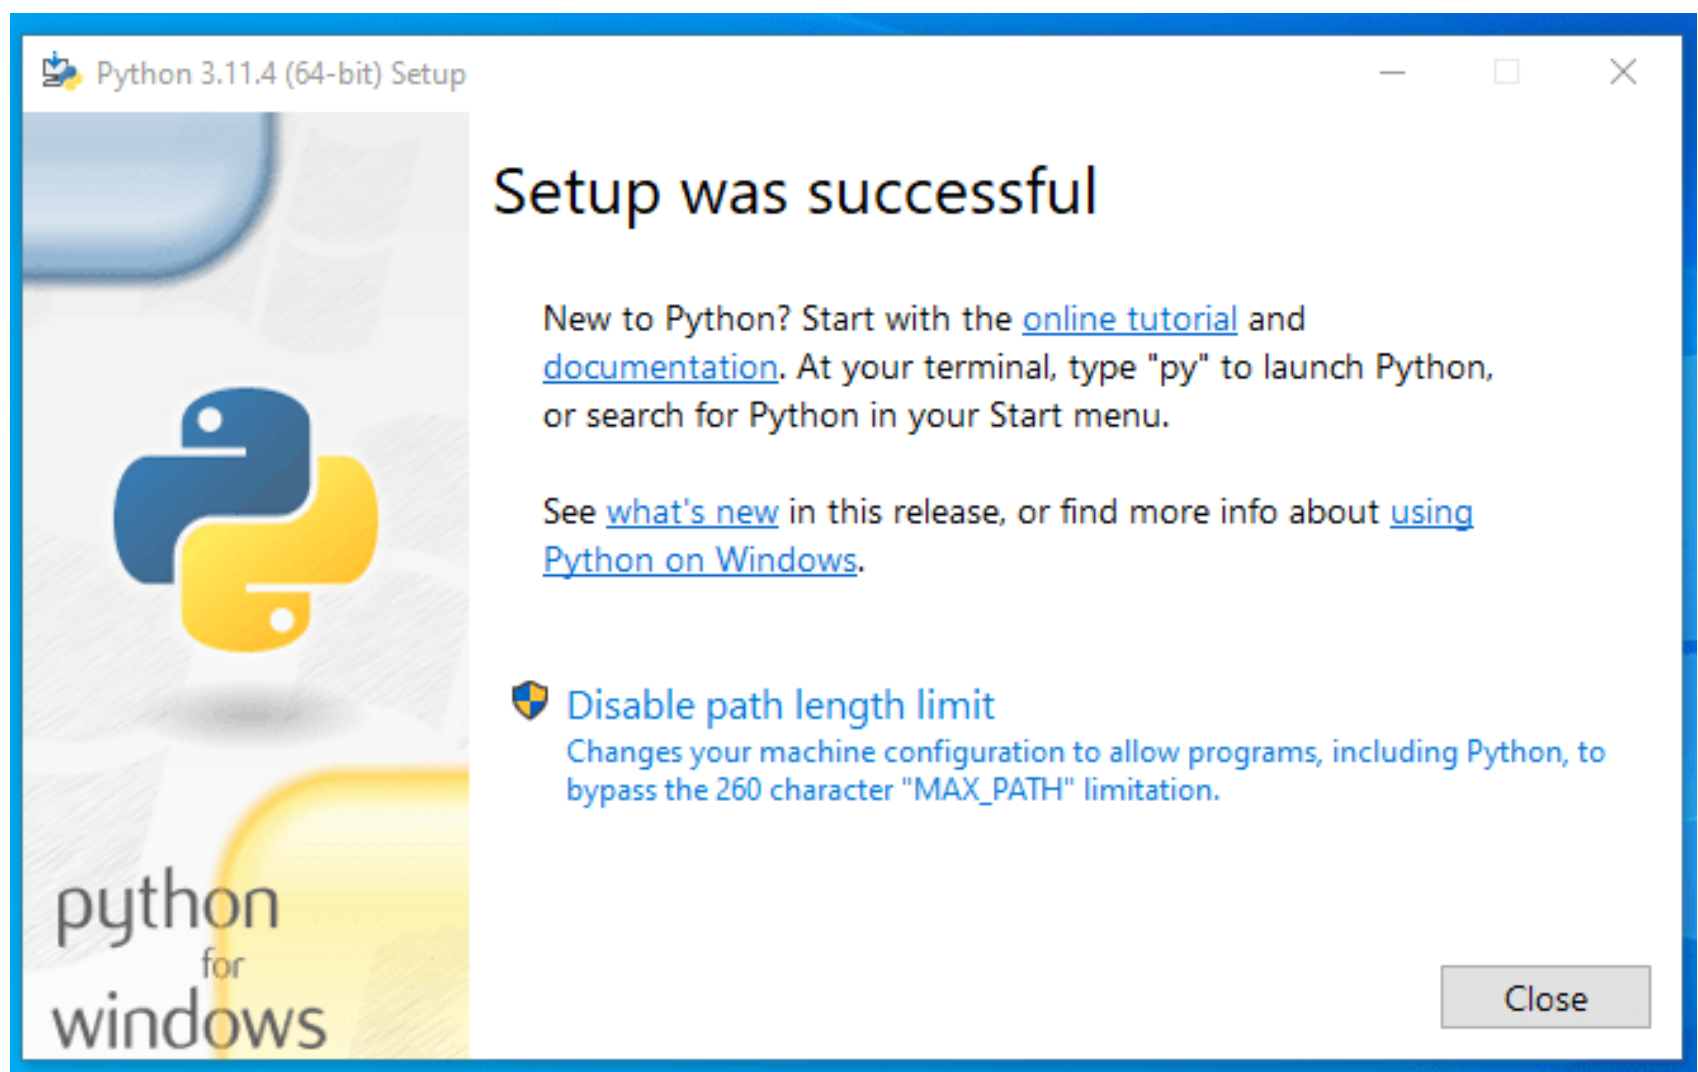 Python 3.11.4 (64-bit) Setup
Setup was successful
New to Python? Start with the online tutorial and
documentation. At your terminal, type "py" to launch Python,
or search for Python in your Start menu.
See what's new in this release, or find more info about using
Python on Windows.
Disable path length limit
Changes your machine configuration to allow programs, including Python, to
bypass the 260 character "MAX_PATH" limitation.
python
for
windows
Close